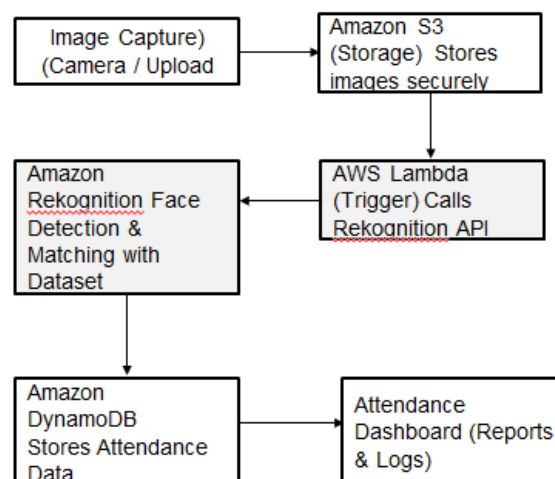 Image Capture)
(Camera / Upload
Amazon S3
(Storage) Stores
images securely
AWS Lambda
(Trigger) Calls
Rekognition API
Amazon
Rekognition Face
Detection &
Matching with
Dataset
Amazon
DynamoDB
Stores Attendance
Data
Attendance
Dashboard (Reports
& Logs)